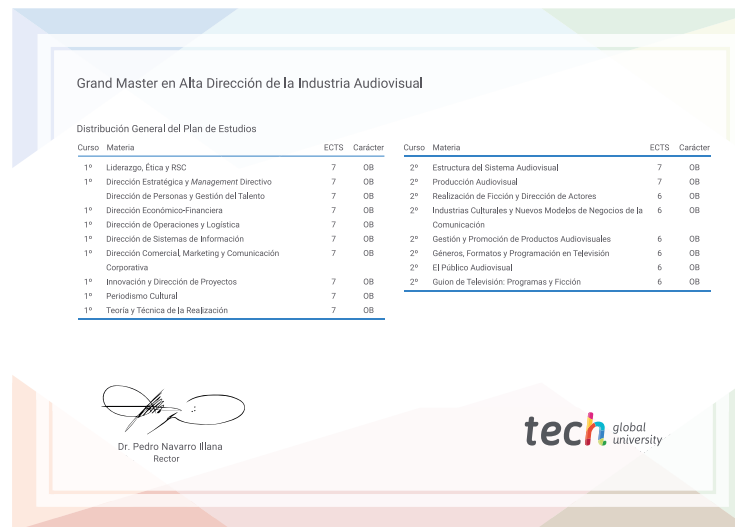 Grand Master en Alta Dirección de la Industria Audiovisual
Distribución General del Plan de Estudios
Curso Materia ECTS Carácter
1º Liderazgo, Ética y RSC 7 OB
1º Dirección Estratégica y Management Directivo 7 OB
Dirección de Personas y Gestión del Talento 7 OB
1º Dirección Económico-Financiera 7 OB
1º Dirección de Operaciones y Logística 7 OB
1º Dirección de Sistemas de Información 7 OB
1º Dirección Comercial, Marketing y Comunicación 7 OB
Corporativa
1º Innovación y Dirección de Proyectos 7 OB
1º Periodismo Cultural 7 OB
1º Teoría y Técnica de la Realización 7 OB
Curso Materia ECTS Carácter
2º Estructura del Sistema Audiovisual 7 OB
2º Producción Audiovisual 7 OB
2º Realización de Ficción y Dirección de Actores 6 OB
2º Industrias Culturales y Nuevos Modelos de Negocios de la 6 OB
Comunicación
2º Gestión y Promoción de Productos Audiovisuales 6 OB
2º Géneros, Formatos y Programación en Televisión 6 OB
2º El Público Audiovisual 6 OB
2º Guion de Televisión: Programas y Ficción 6 OB
Dr. Pedro Navarro Illana
Rector
tech global
university